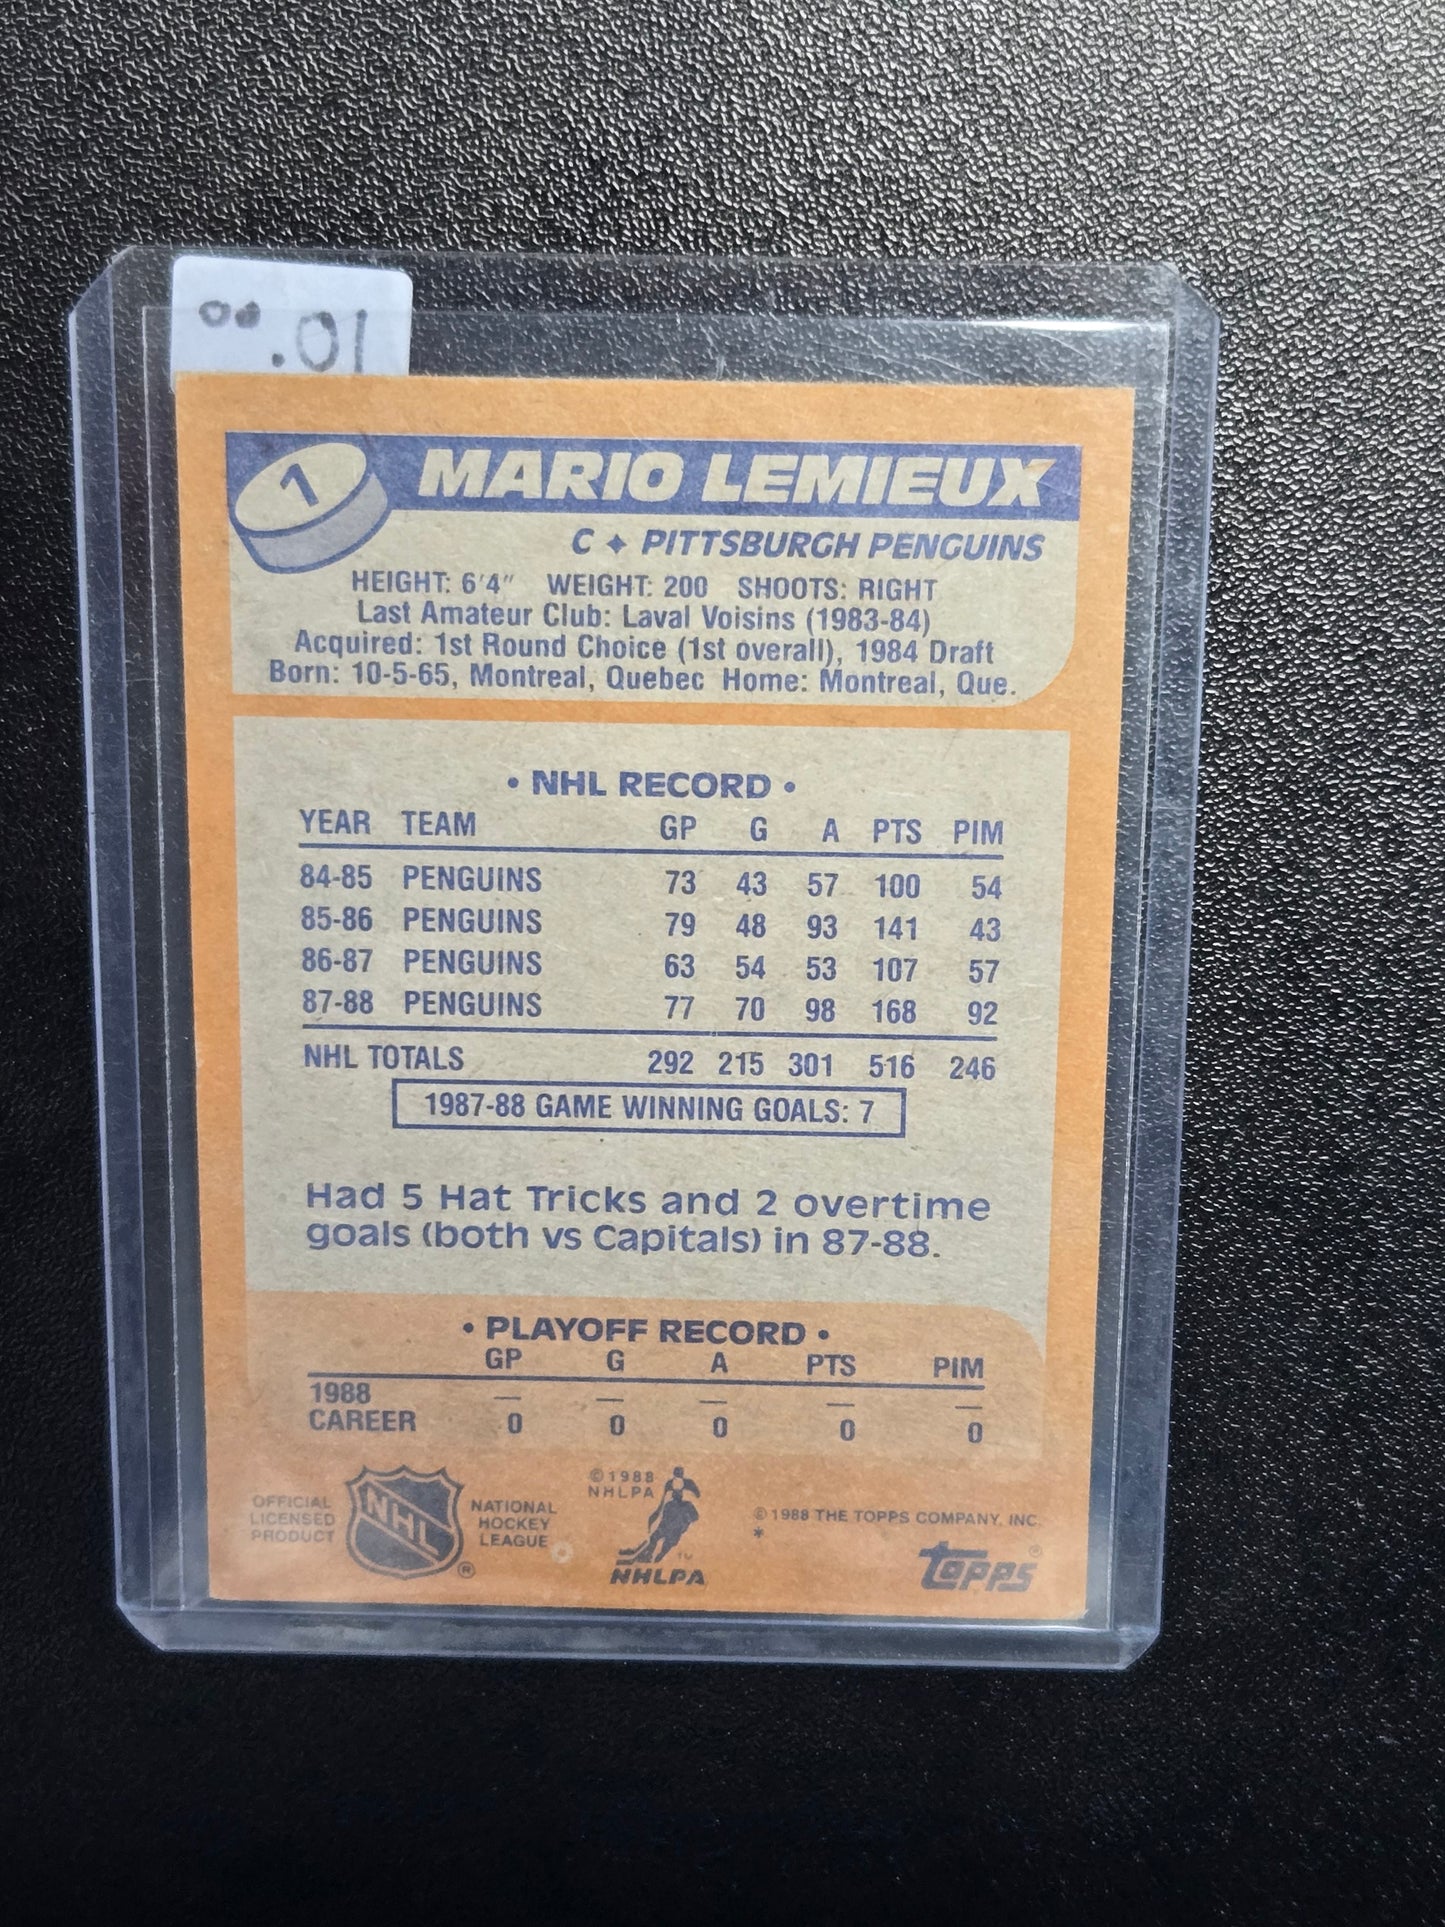 .01
1
MARIO LEMIEUX
C ✦ PITTSBURGH PENGUINS
HEIGHT: 6'4" WEIGHT: 200 SHOOTS: RIGHT
Last Amateur Club: Laval Voisins (1983-84)
Acquired: 1st Round Choice (1st overall), 1984 Draft
Born: 10-5-65, Montreal, Quebec Home: Montreal, Que.
• NHL RECORD •
YEAR TEAM GP G A PTS PIM
84-85 PENGUINS 73 43 57 100 54
85-86 PENGUINS 79 48 93 141 43
86-87 PENGUINS 63 54 53 107 57
87-88 PENGUINS 77 70 98 168 92
NHL TOTALS 292 215 301 516 246
1987-88 GAME WINNING GOALS: 7
Had 5 Hat Tricks and 2 overtime
goals (both vs Capitals) in 87-88.
• PLAYOFF RECORD •
GP G A PTS PIM
1988 — — — — —
CAREER 0 0 0 0 0
OFFICIAL
LICENSED
PRODUCT
NHL
®
NATIONAL
HOCKEY
LEAGUE
© 1988
NHLPA
TM
NHLPA
© 1988 THE TOPPS COMPANY, INC.
*
topps®